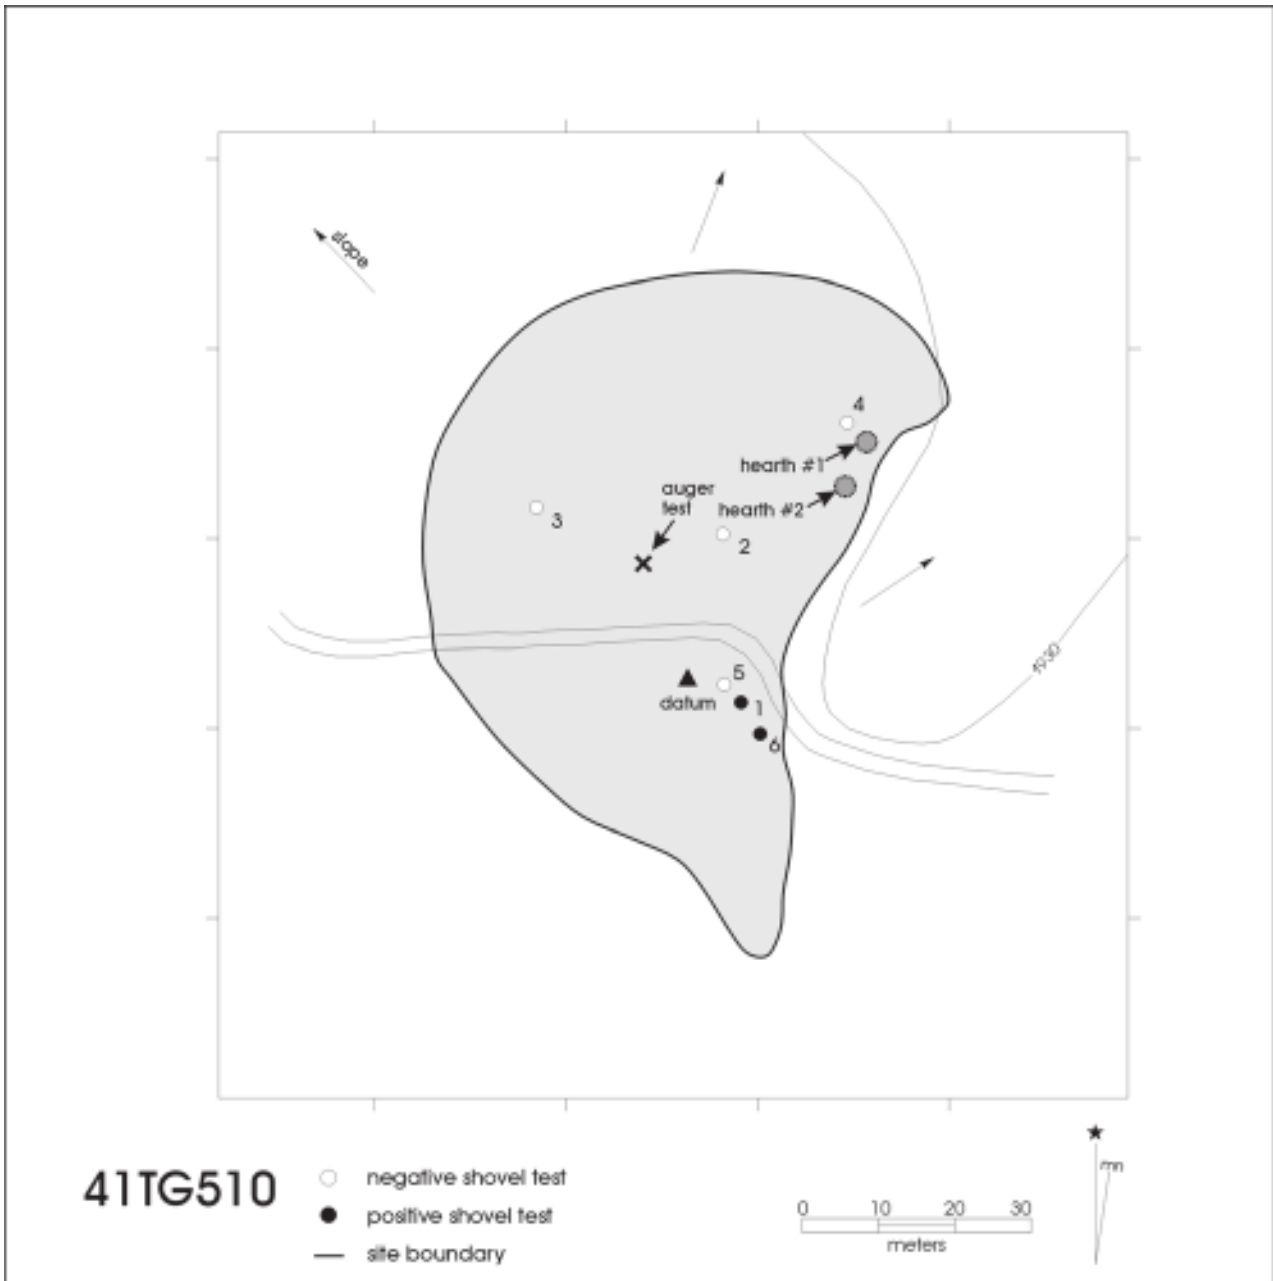 slope
4
hearth #1
auger
test
hearth #2
3
2
1930
5
datum
1
6
mn
41TG510
negative shovel test
positive shovel test
site boundary
0 10 20 30
meters